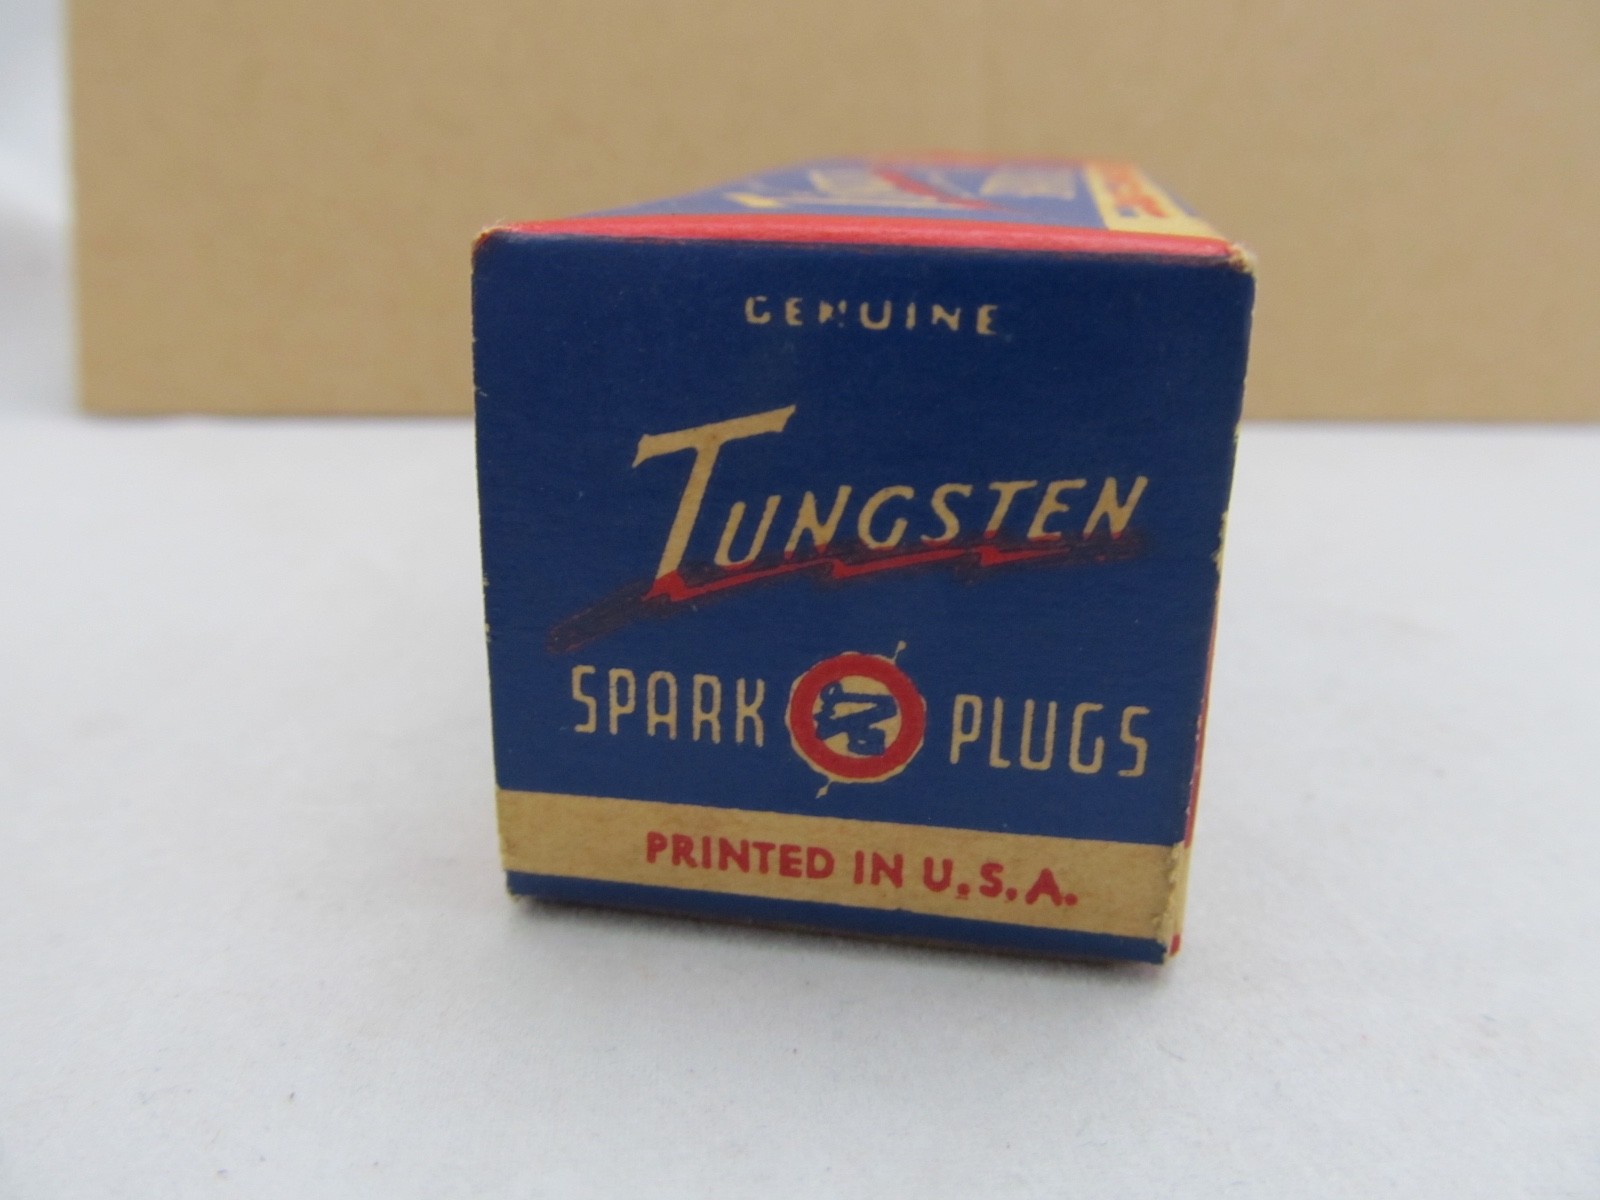 GENUINE
TUNGSTEN
SPARK PLUGS
PRINTED IN U.S.A.